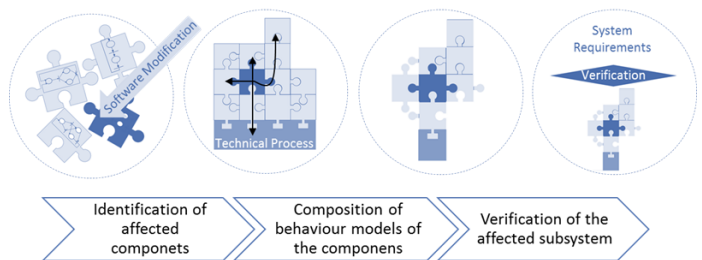 Software Modification
Technical Process
System
Requirements
Verification
Identification of
affected
componets
Composition of
behaviour models of
the componens
Verification of the
affected subsystem